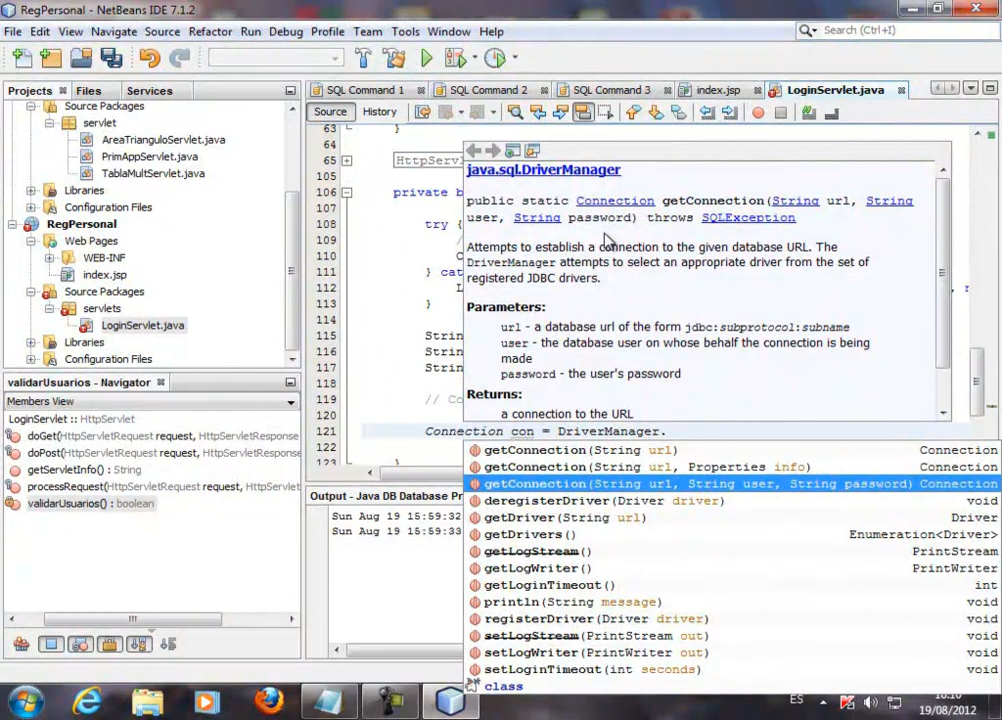 RegPersonal - NetBeans IDE 7.1.2
File Edit View Navigate Source Refactor Run Debug Profile Team Tools Window Help
Search (Ctrl+I)
Projects Files Services
SQL Command 1 SQL Command 2 SQL Command 3 index.jsp LoginServlet.java
Source Packages
servlet
AreaTrianguloServlet.java
PrimAppServlet.java
TablaMultServlet.java
Libraries
Configuration Files
RegPersonal
Web Pages
WEB-INF
index.jsp
Source Packages
servlets
LoginServlet.java
Libraries
Configuration Files
validarUsuarios - Navigator
Members View
LoginServlet :: HttpServlet
doGet(HttpServletRequest request, HttpServletResponse
doPost(HttpServletRequest request, HttpServletResponse
getServletInfo() : String
processRequest(HttpServletRequest request, HttpServlet
validarUsuarios() : boolean
Source History
63 }
64
65 HttpServ
105
106 private b
107
108 try {
109 //
110 C
111 } cat
112 L
113 }
114
115 Strin
116 Strin
117 Strin
118
119 // Co
120
121 Connection con = DriverManager.
122
123 }
java.sql.DriverManager
public static Connection getConnection(String url, String
user, String password) throws SQLException
Attempts to establish a connection to the given database URL. The
DriverManager attempts to select an appropriate driver from the set of
registered JDBC drivers.
Parameters:
url - a database url of the form jdbc:subprotocol:subname
user - the database user on whose behalf the connection is being
made
password - the user's password
Returns:
a connection to the URL
getConnection(String url) Connection
getConnection(String url, Properties info) Connection
getConnection(String url, String user, String password) Connection
deregisterDriver(Driver driver) void
getDriver(String url) Driver
getDrivers() Enumeration<Driver>
getLogStream() PrintStream
getLogWriter() PrintWriter
getLoginTimeout() int
println(String message) void
registerDriver(Driver driver) void
setLogStream(PrintStream out) void
setLogWriter(PrintWriter out) void
setLoginTimeout(int seconds) void
class
Output - Java DB Database Pr
Sun Aug 19 15:59:32
Sun Aug 19 15:59:33
ES
19/08/2012